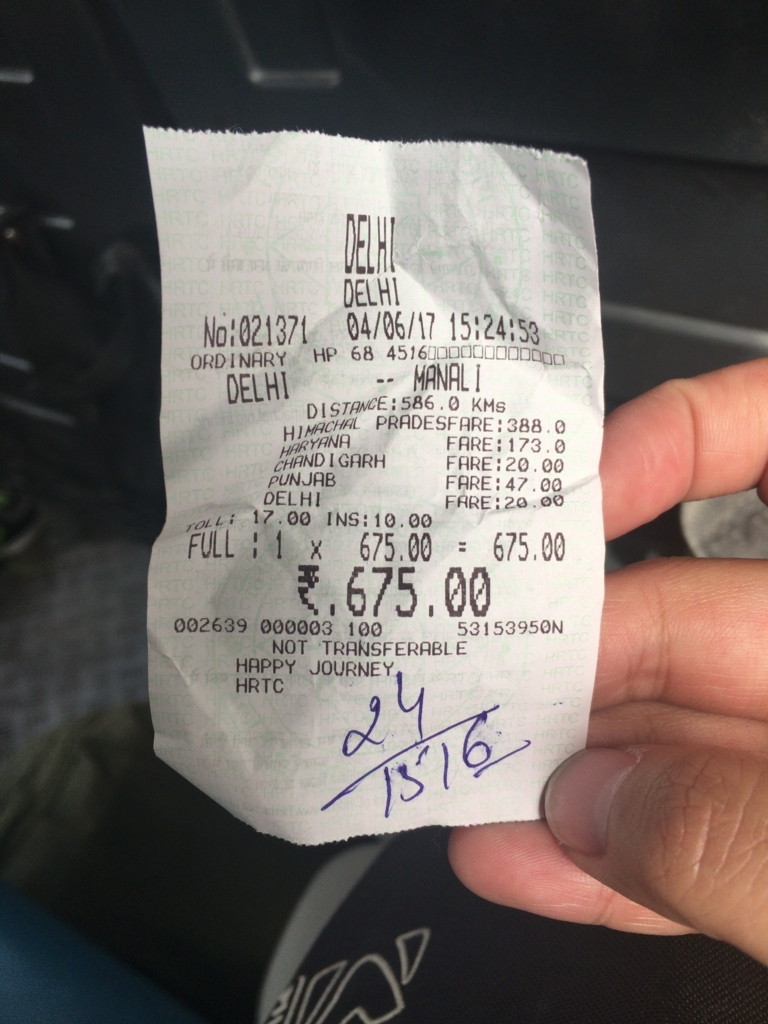 DELHI
DELHI
No:021371 04/06/17 15:24:53
ORDINARY HP 68 4516▯▯▯▯▯▯▯▯▯▯▯▯
DELHI -- MANALI
DISTANCE:586.0 KMs
HIMACHAL PRADESFARE:388.0
HARYANA FARE:173.0
CHANDIGARH FARE:20.00
PUNJAB FARE:47.00
DELHI FARE:20.00
TOLL: 17.00 INS:10.00
FULL : 1 x 675.00 = 675.00
₹.675.00
002639 000003 100 53153950N
NOT TRANSFERABLE
HAPPY JOURNEY
HRTC
24
1516